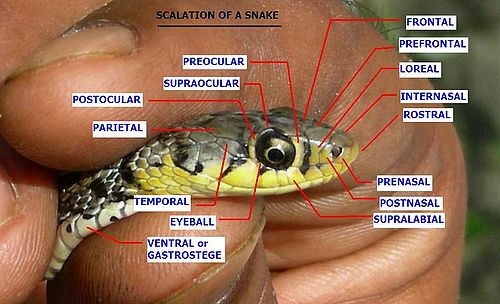 SCALATION OF A SNAKE
FRONTAL
PREFRONTAL
PREOCULAR
LOREAL
SUPRAOCULAR
INTERNASAL
POSTOCULAR
ROSTRAL
PARIETAL
PRENASAL
TEMPORAL
POSTNASAL
EYEBALL
SUPRALABIAL
VENTRAL or
GASTROSTEGE